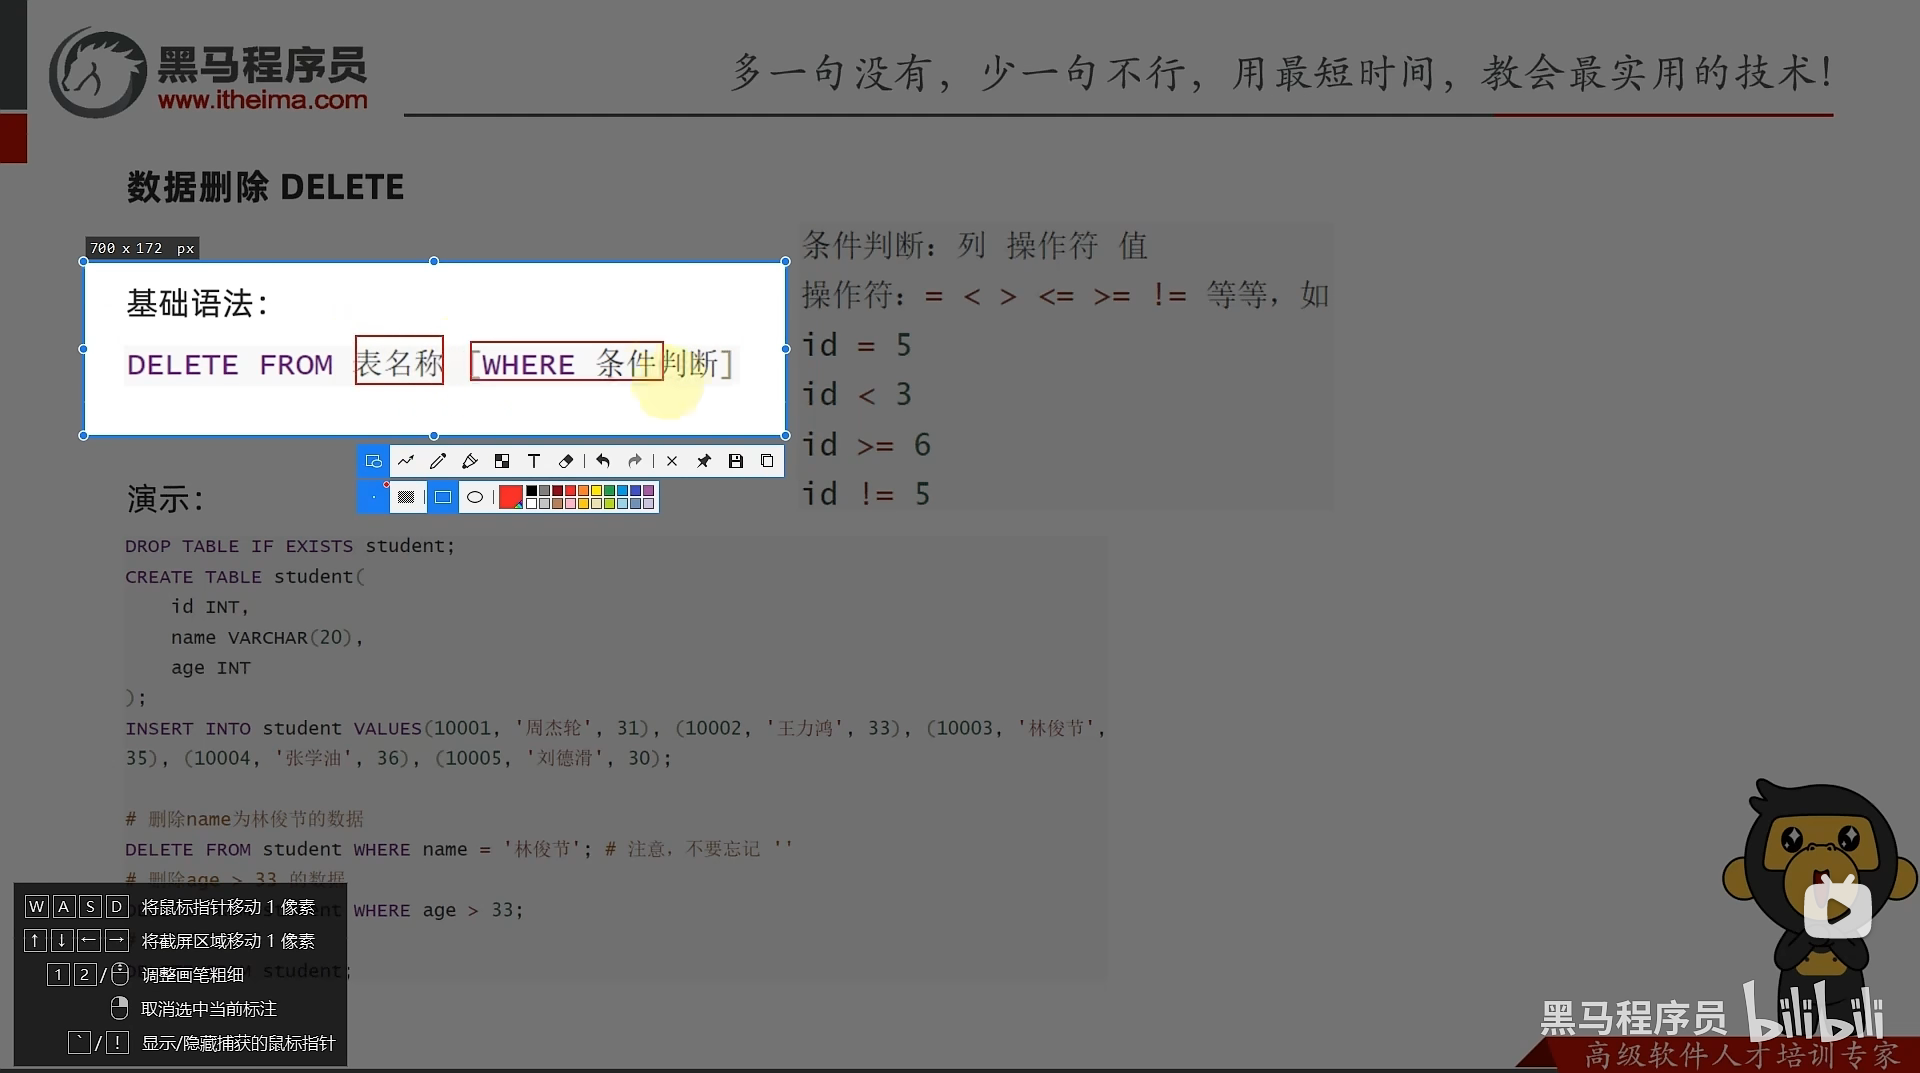 黑马程序员
www.itheima.com
多一句没有，少一句不行，用最短时间，教会最实用的技术！
数据删除 DELETE
700 x 172 px
基础语法：
DELETE FROM 表名称 [WHERE 条件判断]
条件判断：列 操作符 值
操作符：= < > <= >= != 等等，如
id = 5
id < 3
id >= 6
id != 5
演示：
DROP TABLE IF EXISTS student;
CREATE TABLE student(
id INT,
name VARCHAR(20),
age INT
);
INSERT INTO student VALUES(10001, '周杰轮', 31), (10002, '王力鸿', 33), (10003, '林俊节',
35), (10004, '张学油', 36), (10005, '刘德滑', 30);
# 删除name为林俊节的数据
DELETE FROM student WHERE name = '林俊节'; # 注意，不要忘记 ''
# 删除age > 33 的数据
WHERE age > 33;
student;
W A S D 将鼠标指针移动 1 像素
↑ ↓ ← → 将截屏区域移动 1 像素
1 2 / 调整画笔粗细
取消选中当前标注
` / ! 显示/隐藏捕获的鼠标指针
黑马程序员 bilibili
高级软件人才培训专家